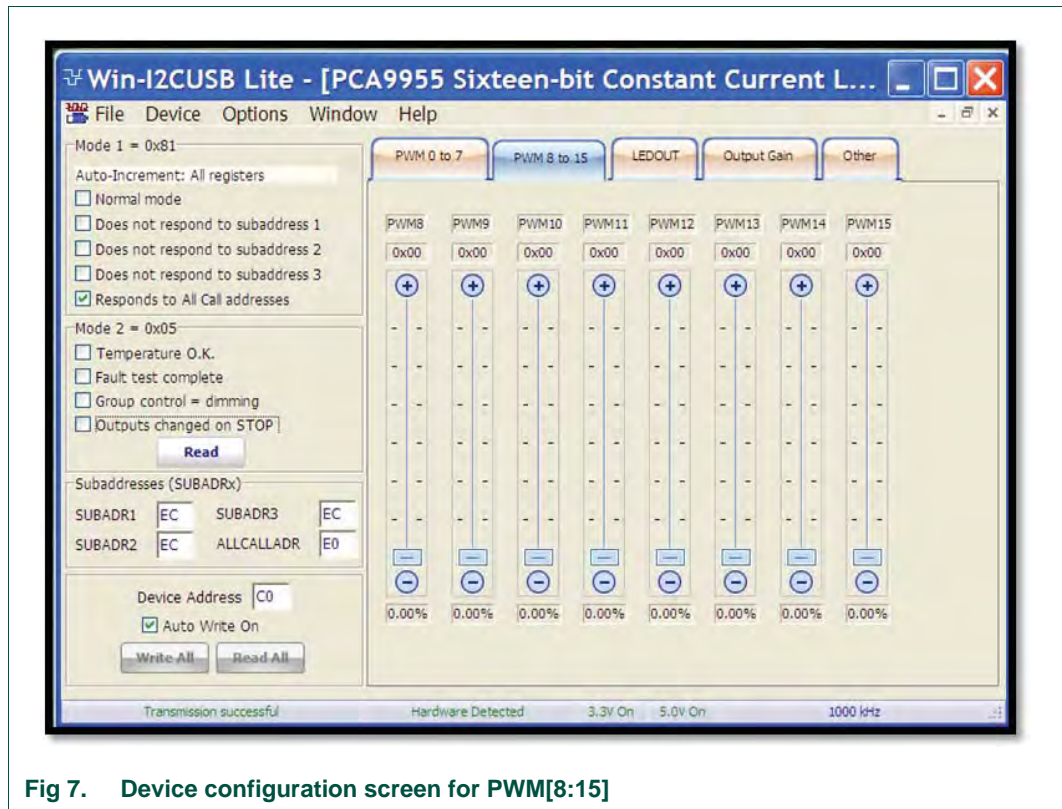 Win-I2CUSB Lite - [PCA9955 Sixteen-bit Constant Current L...
File Device Options Window Help
Mode 1 = 0x81
Auto-Increment: All registers
Normal mode
Does not respond to subaddress 1
Does not respond to subaddress 2
Does not respond to subaddress 3
Responds to All Call addresses
Mode 2 = 0x05
Temperature O.K.
Fault test complete
Group control = dimming
Outputs changed on STOP
Read
Subaddresses (SUBADRx)
SUBADR1 EC SUBADR3 EC
SUBADR2 EC ALLCALLADR E0
Device Address C0
Auto Write On
Write All Read All
PWM 0 to 7 PWM 8 to 15 LEDOUT Output Gain Other
PWM8 PWM9 PWM10 PWM11 PWM12 PWM13 PWM14 PWM15
0x00 0x00 0x00 0x00 0x00 0x00 0x00 0x00
0.00% 0.00% 0.00% 0.00% 0.00% 0.00% 0.00% 0.00%
Transmission successful Hardware Detected 3.3V On 5.0V On 1000 kHz
Fig 7. Device configuration screen for PWM[8:15]